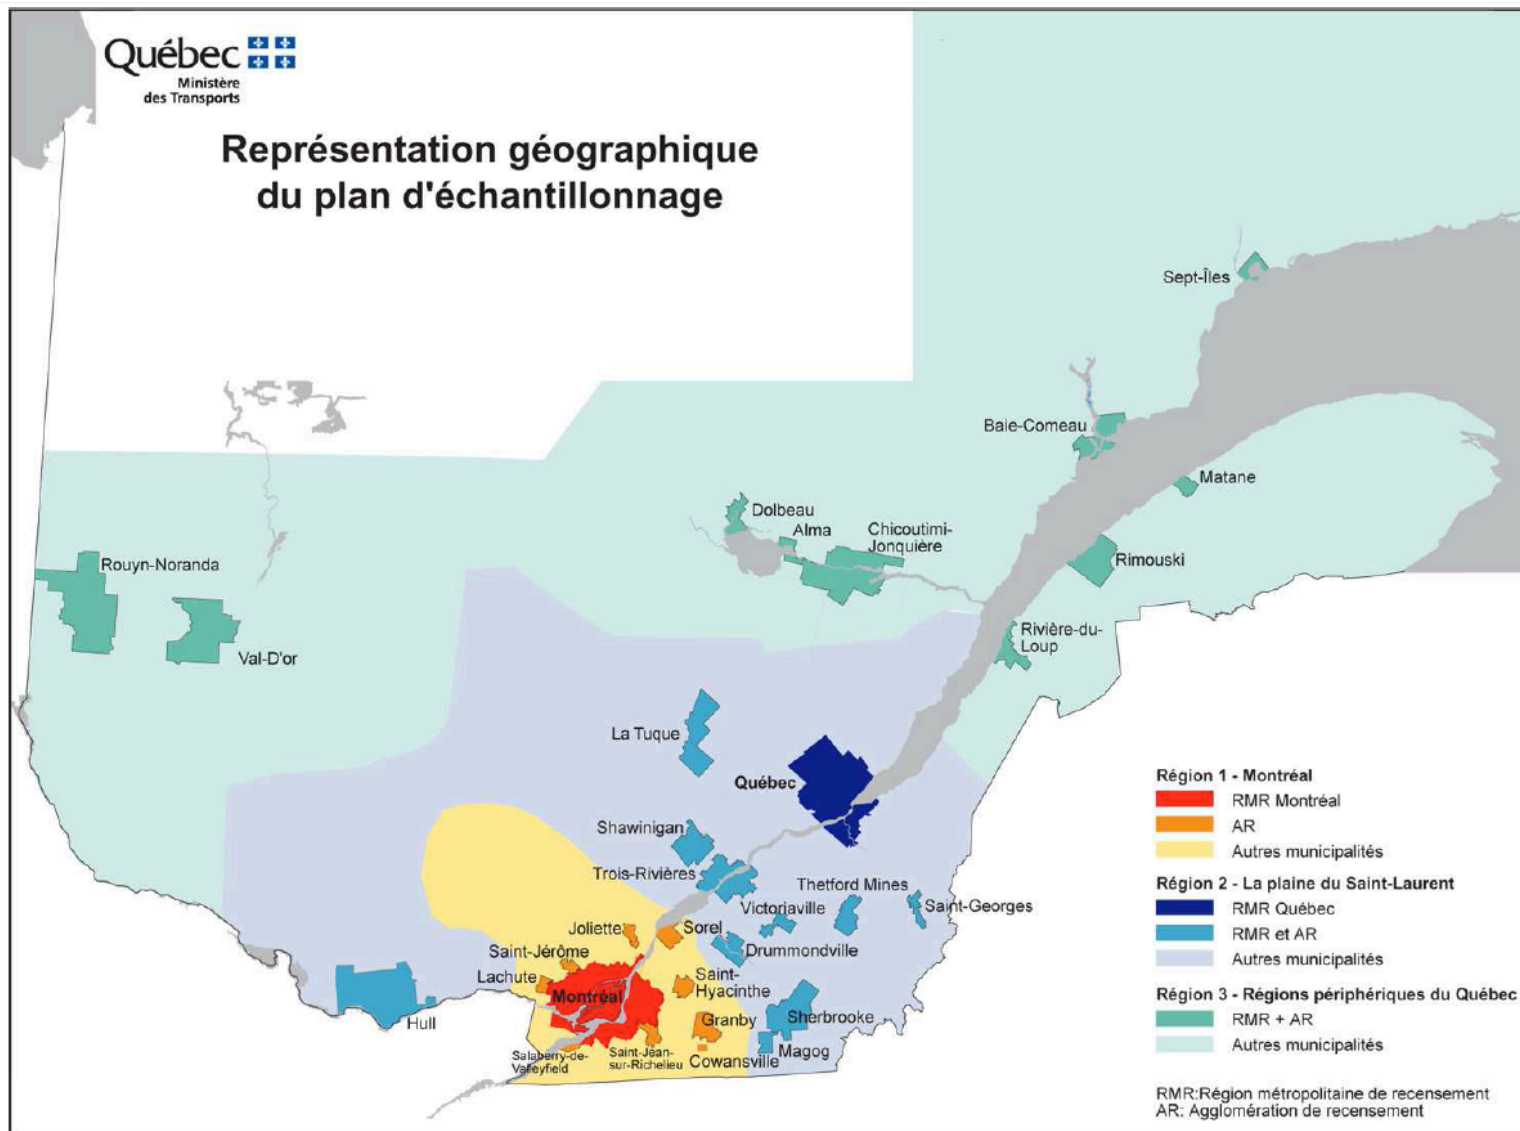 Québec
Ministère
des Transports
Représentation géographique
du plan d'échantillonnage
Sept-Îles
Baie-Comeau
Matane
Dolbeau
Alma
Chicoutimi-
Jonquière
Rouyn-Noranda
Rimouski
Val-D'or
Rivière-du-
Loup
La Tuque
Québec
Shawinigan
Trois-Rivières
Thetford Mines
Victoriaville
Saint-Georges
Joliette
Sorel
Drummondville
Saint-Jérôme
Lachute
Saint-
Hyacinthe
Montréal
Hull
Granby
Sherbrooke
Salaberry-de-
Valleyfield
Saint-Jean-
sur-Richelieu
Cowansville
Magog
Région 1 - Montréal
RMR Montréal
AR
Autres municipalités
Région 2 - La plaine du Saint-Laurent
RMR Québec
RMR et AR
Autres municipalités
Région 3 - Régions périphériques du Québec
RMR + AR
Autres municipalités
RMR:Région métropolitaine de recensement
AR: Agglomération de recensement